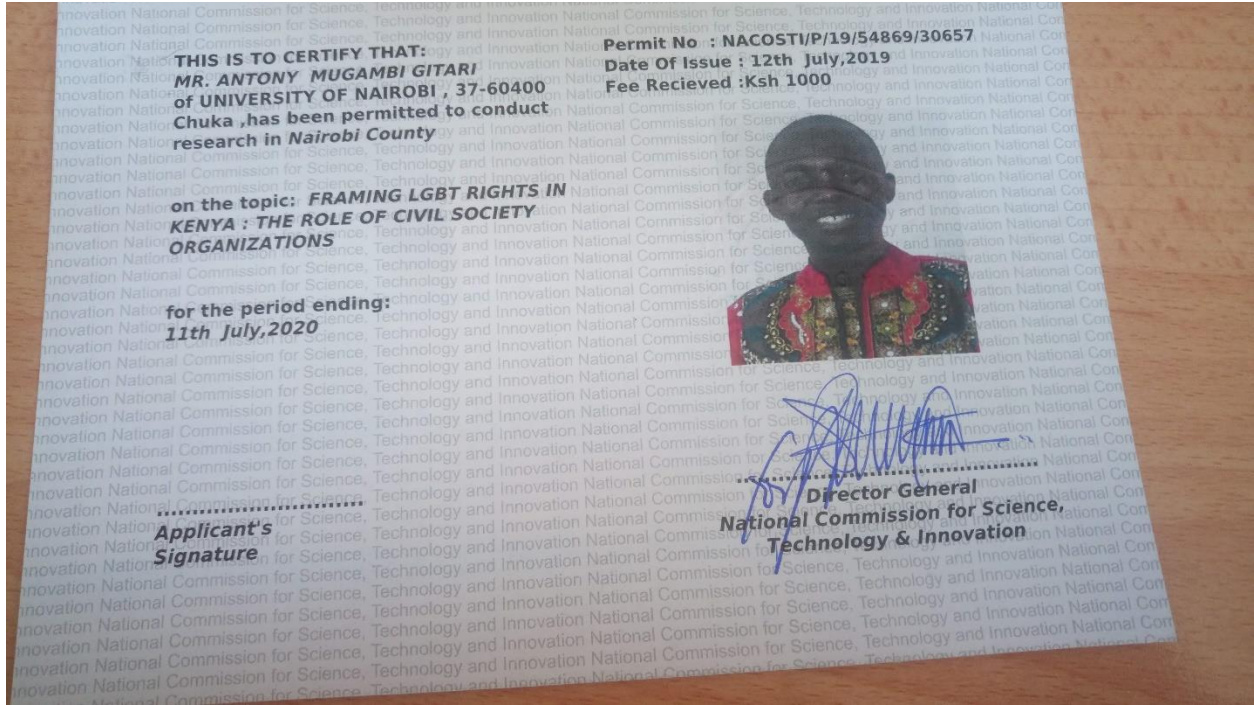 THIS IS TO CERTIFY THAT:
MR. ANTONY MUGAMBI GITARI
of UNIVERSITY OF NAIROBI , 37-60400
Chuka ,has been permitted to conduct
research in Nairobi County
on the topic: FRAMING LGBT RIGHTS IN
KENYA : THE ROLE OF CIVIL SOCIETY
ORGANIZATIONS
for the period ending:
11th July,2020
Applicant's
Signature
Permit No : NACOSTI/P/19/54869/30657
Date Of Issue : 12th July,2019
Fee Recieved :Ksh 1000
Director General
National Commission for Science,
Technology & Innovation